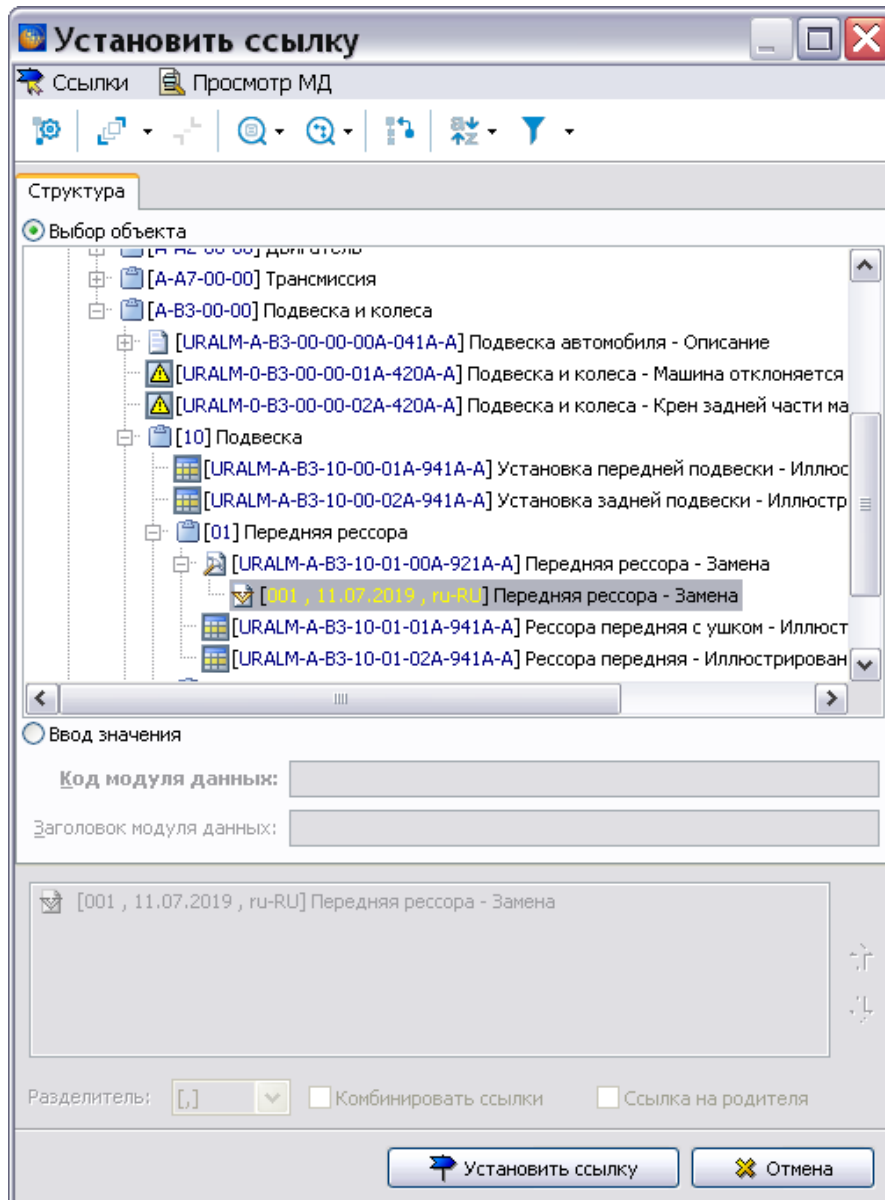 Установить ссылку
Ссылки Просмотр МД
Структура
Выбор объекта
[A-A2-00-00] Двигатель
[A-A7-00-00] Трансмиссия
[A-B3-00-00] Подвеска и колеса
[URALM-A-B3-00-00-00A-041A-A] Подвеска автомобиля - Описание
[URALM-0-B3-00-00-01A-420A-A] Подвеска и колеса - Машина отклоняется
[URALM-0-B3-00-00-02A-420A-A] Подвеска и колеса - Крен задней части ма
[10] Подвеска
[URALM-A-B3-10-00-01A-941A-A] Установка передней подвески - Иллюс
[URALM-A-B3-10-00-02A-941A-A] Установка задней подвески - Иллюстр
[01] Передняя рессора
[URALM-A-B3-10-01-00A-921A-A] Передняя рессора - Замена
[001 , 11.07.2019 , ru-RU] Передняя рессора - Замена
[URALM-A-B3-10-01-01A-941A-A] Рессора передняя с ушком - Иллюст
[URALM-A-B3-10-01-02A-941A-A] Рессора передняя - Иллюстрирован
Ввод значения
Код модуля данных:
Заголовок модуля данных:
[001 , 11.07.2019 , ru-RU] Передняя рессора - Замена
Разделитель: [,] Комбинировать ссылки Ссылка на родителя
Установить ссылку Отмена